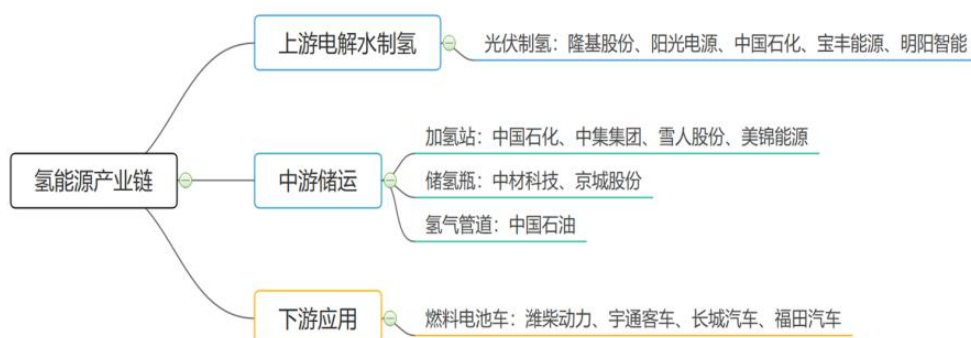 上游电解水制氢
光伏制氢：隆基股份、阳光电源、中国石化、宝丰能源、明阳智能
氢能源产业链
中游储运
加氢站：中国石化、中集集团、雪人股份、美锦能源
储氢瓶：中材科技、京城股份
氢气管道：中国石油
下游应用
燃料电池车：潍柴动力、宇通客车、长城汽车、福田汽车